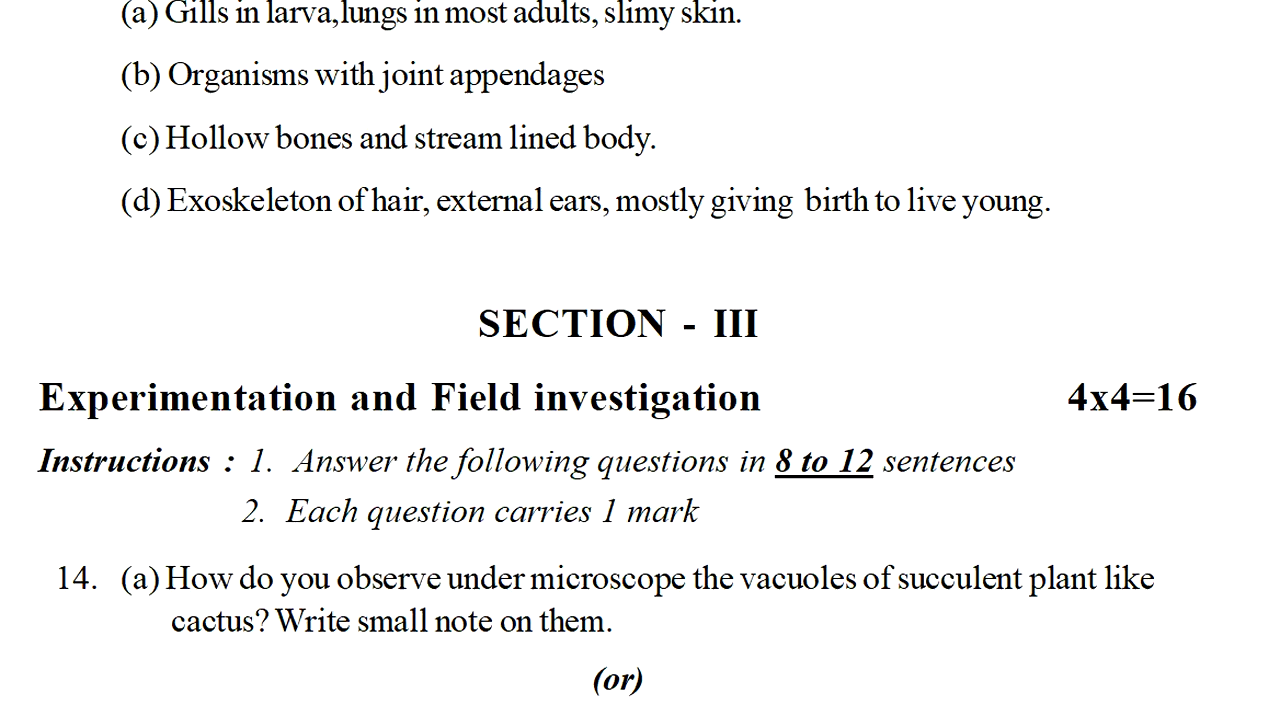 (a) Gills in larva,lungs in most adults, slimy skin.
(b) Organisms with joint appendages
(c) Hollow bones and stream lined body.
(d) Exoskeleton of hair, external ears, mostly giving birth to live young.
SECTION - III
Experimentation and Field investigation 4x4=16
Instructions : 1. Answer the following questions in 8 to 12 sentences
2. Each question carries 1 mark
14. (a) How do you observe under microscope the vacuoles of succulent plant like
cactus? Write small note on them.
(or)